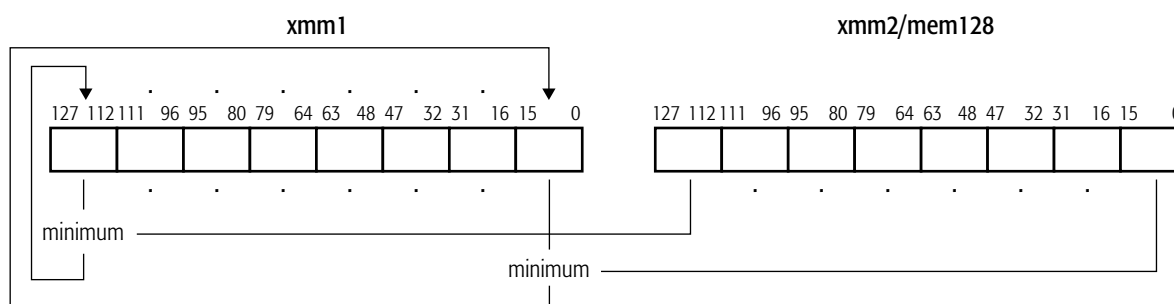 xmm1 xmm2/mem128
127 112 111 96 95 80 79 64 63 48 47 32 31 16 15 0 127 112 111 96 95 80 79 64 63 48 47 32 31 16 15 0
minimum
minimum